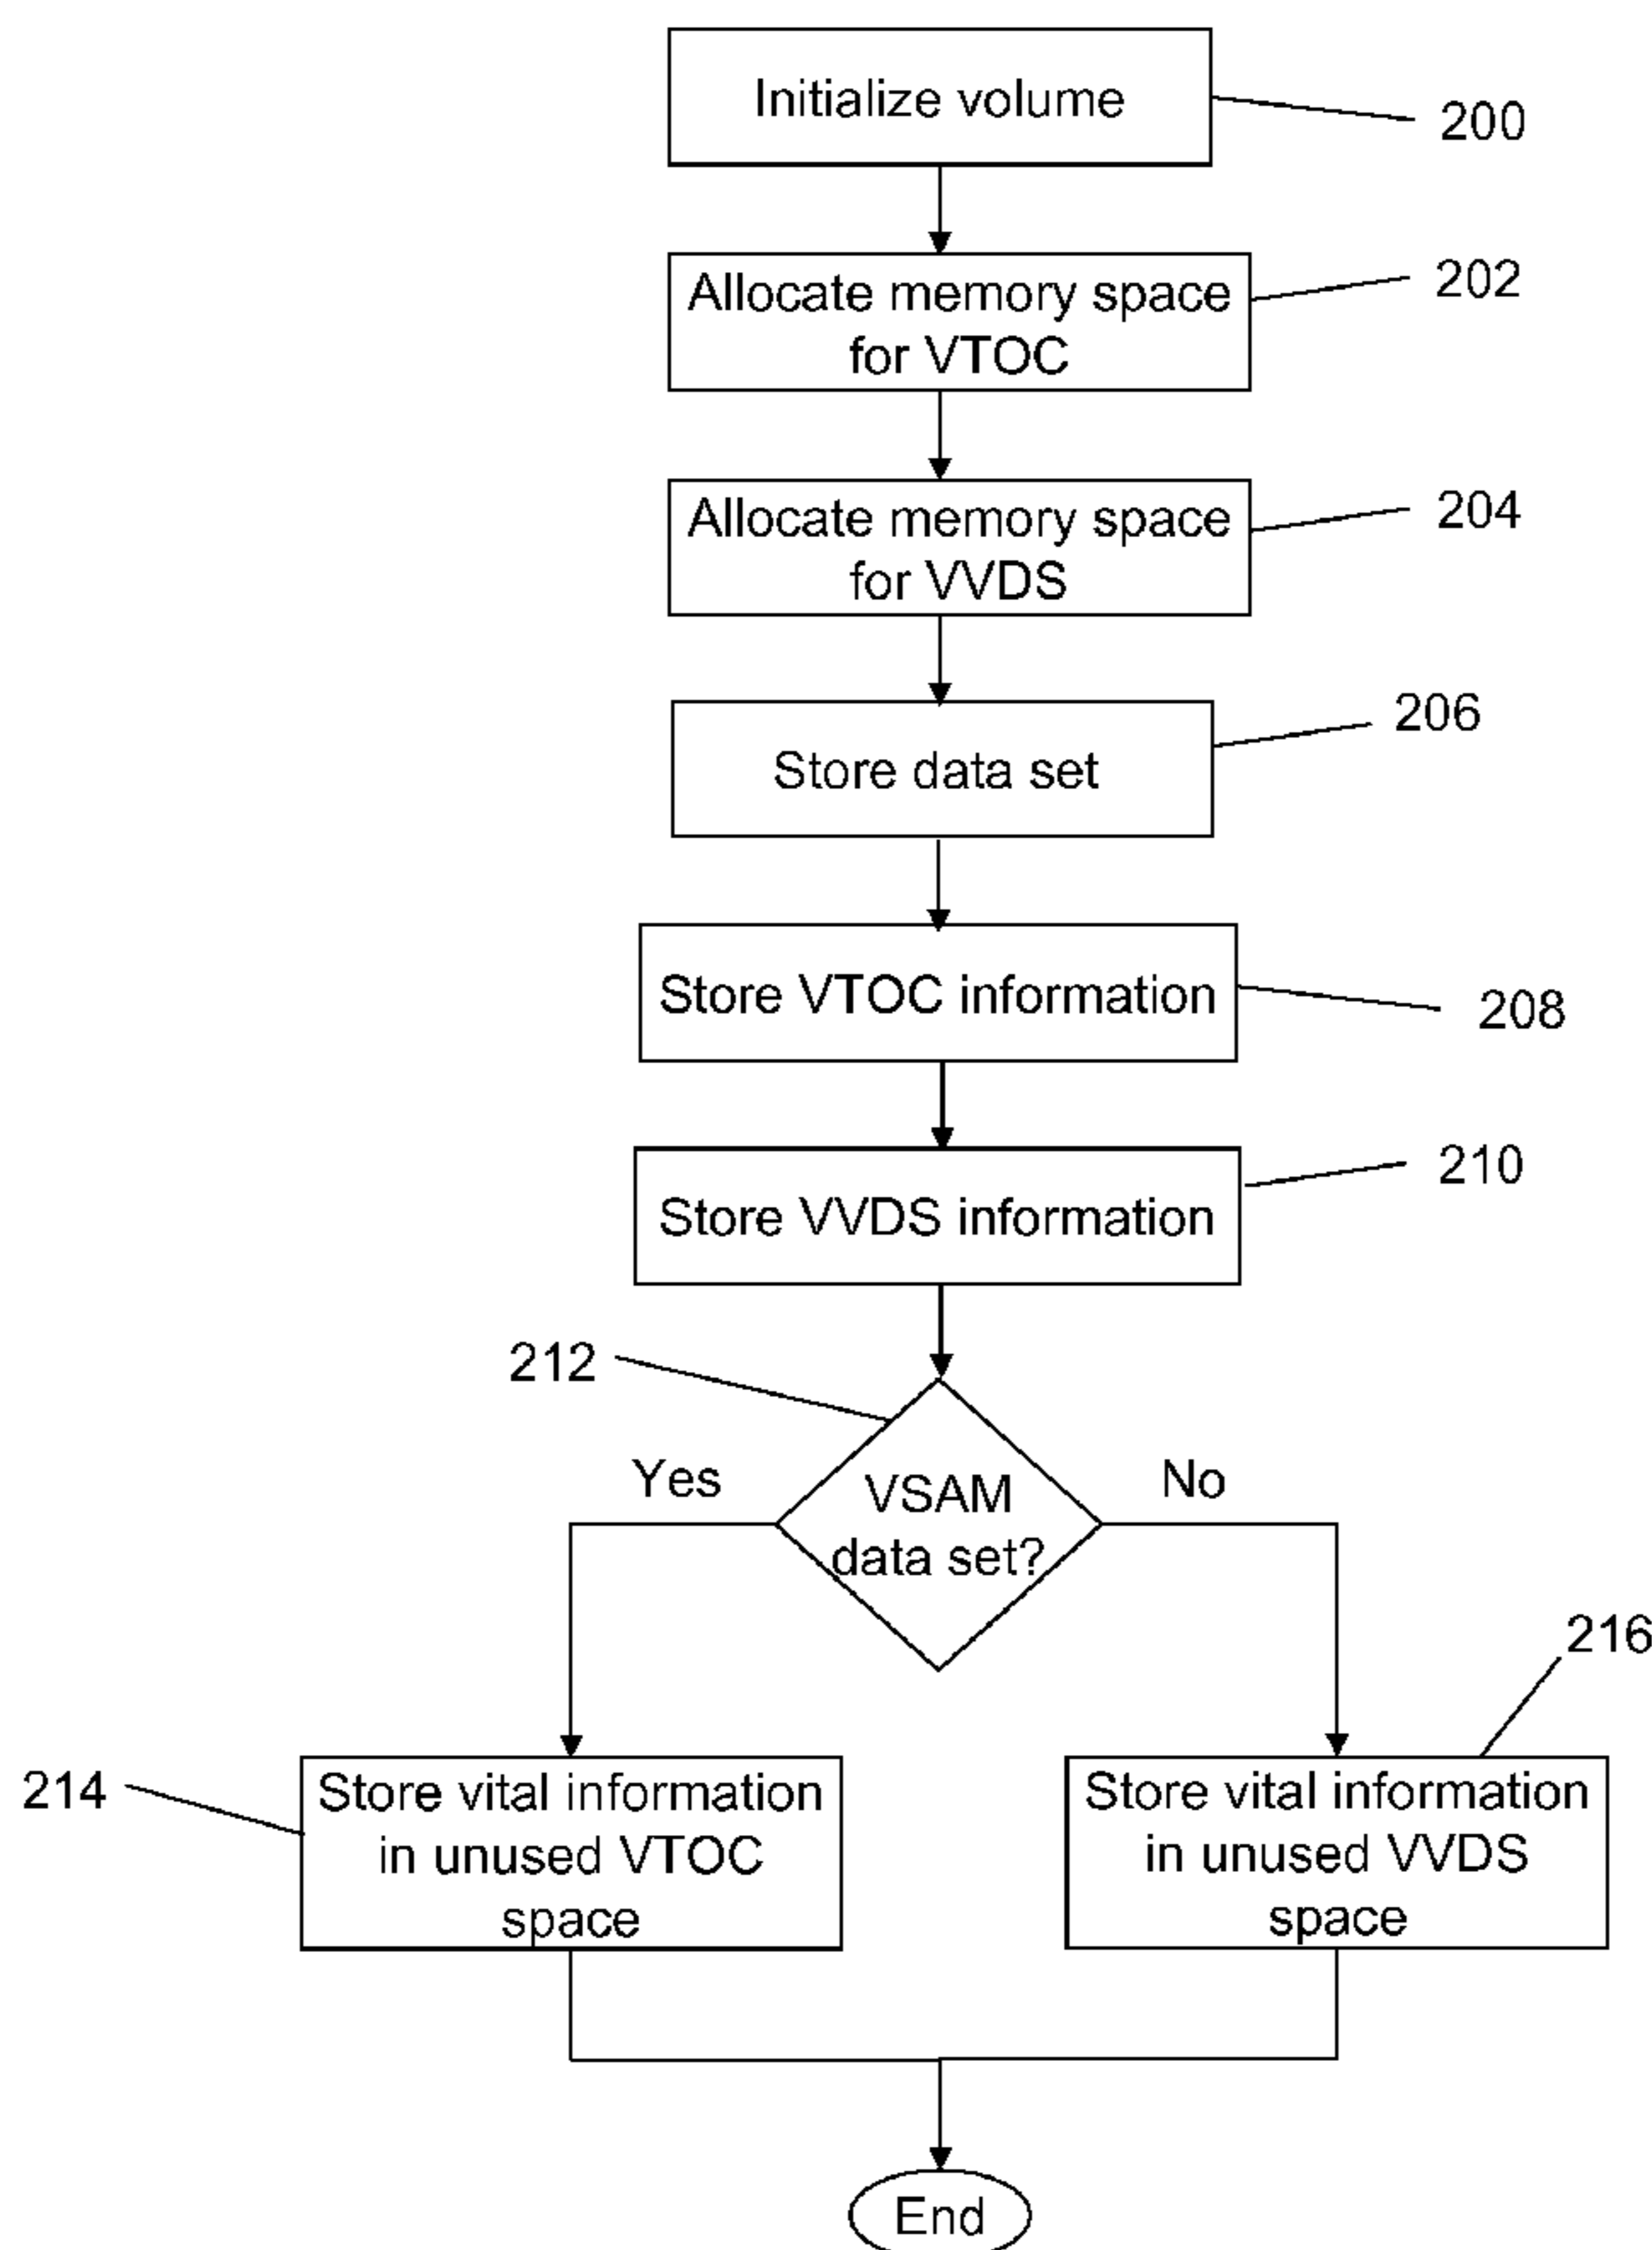 Initialize volume
200
Allocate memory space
for VTOC
202
Allocate memory space
for VVDS
204
Store data set
206
Store VTOC information
208
Store VVDS information
210
212
VSAM
data set?
Yes
No
214
Store vital information
in unused VTOC
space
216
Store vital information
in unused VVDS
space
End